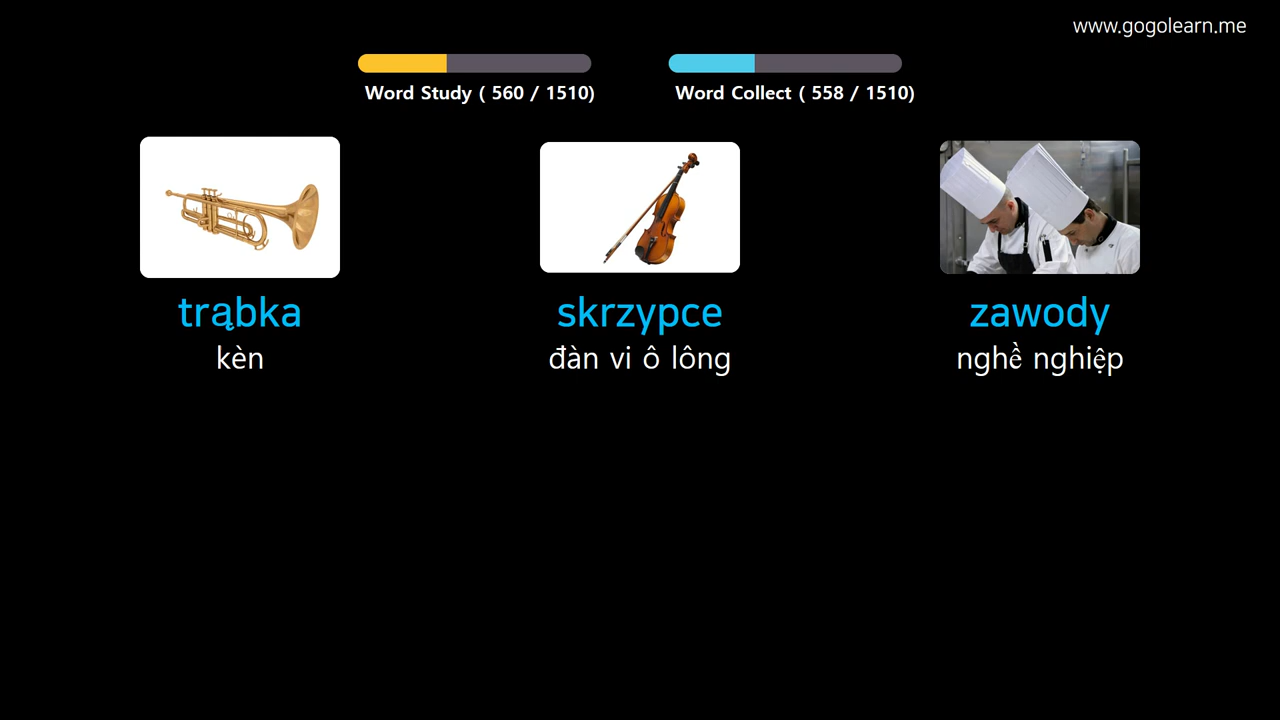 www.gogolearn.me
Word Study ( 560 / 1510)
Word Collect ( 558 / 1510)
trąbka
kèn
skrzypce
đàn vi ô lông
zawody
nghề nghiệp